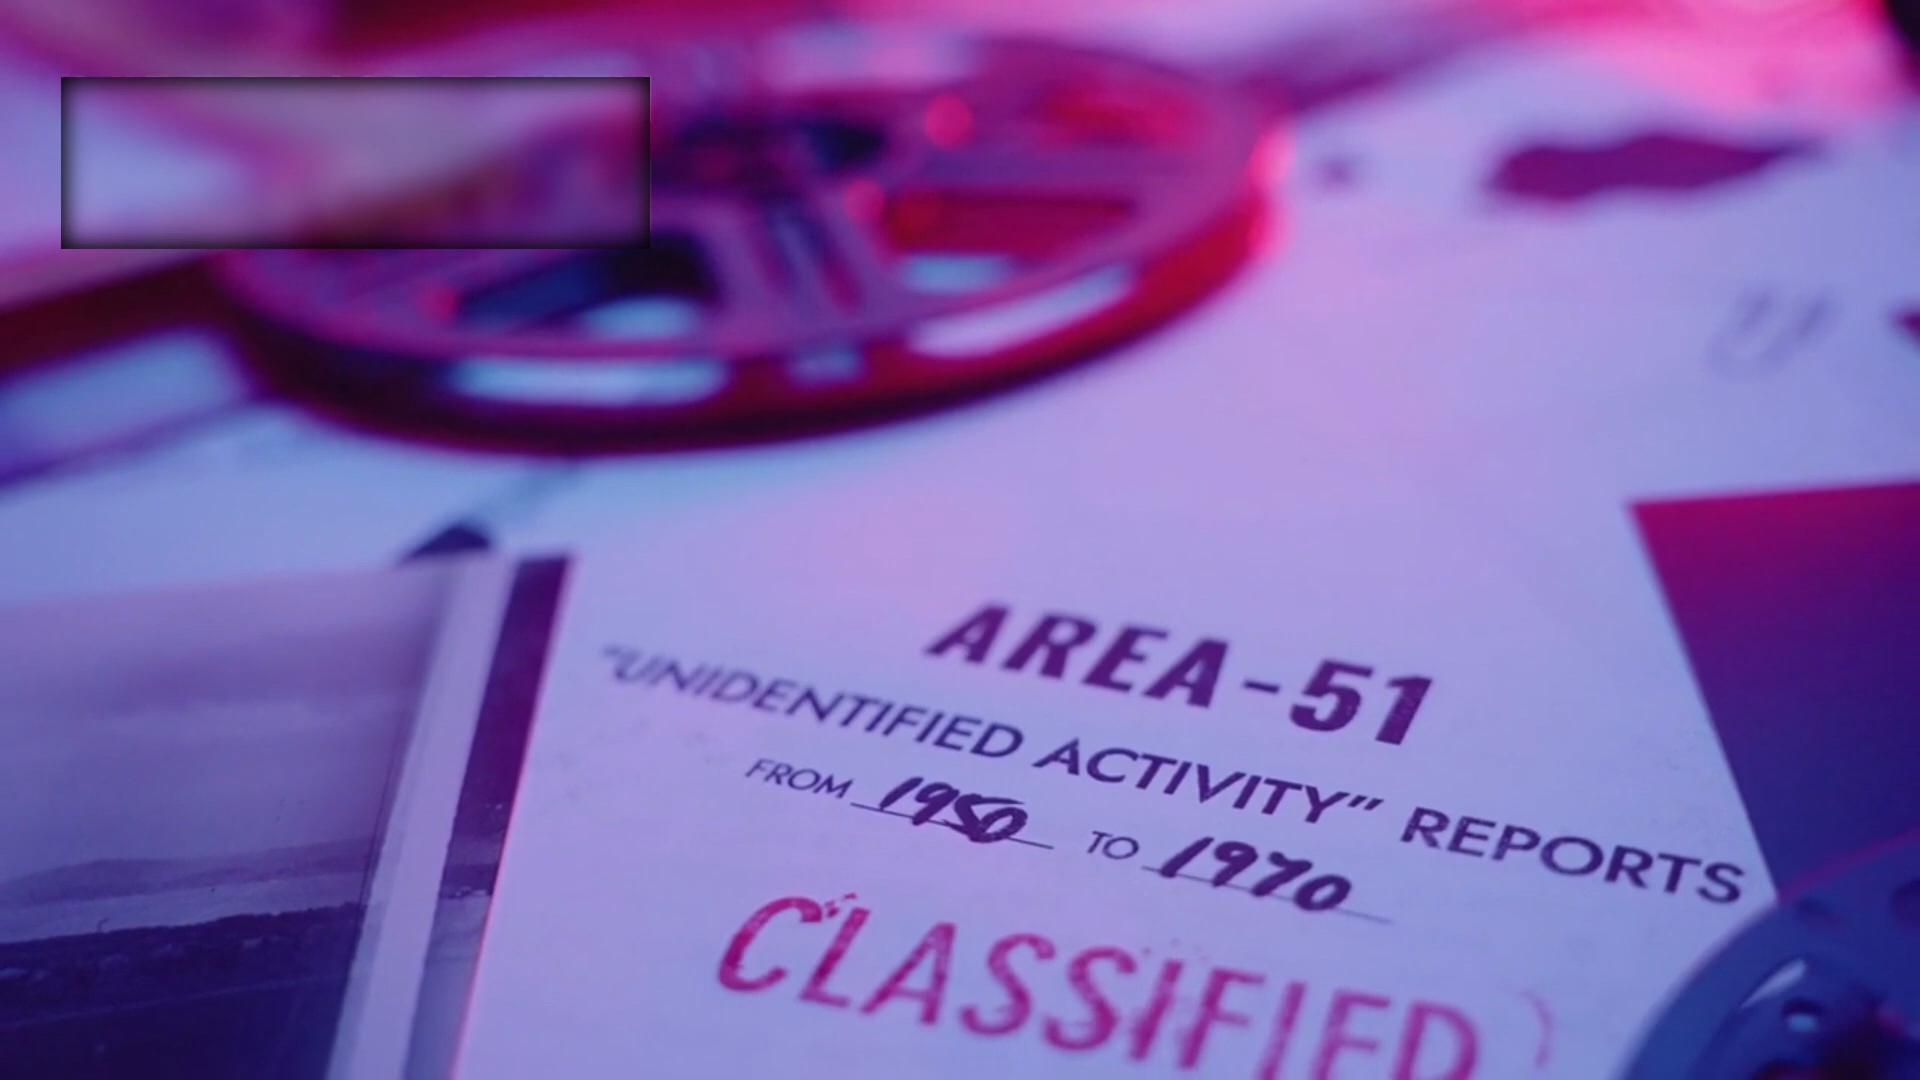 AREA-51
"UNIDENTIFIED ACTIVITY" REPORTS
FROM 1950 TO 1970
CLASSIFIED